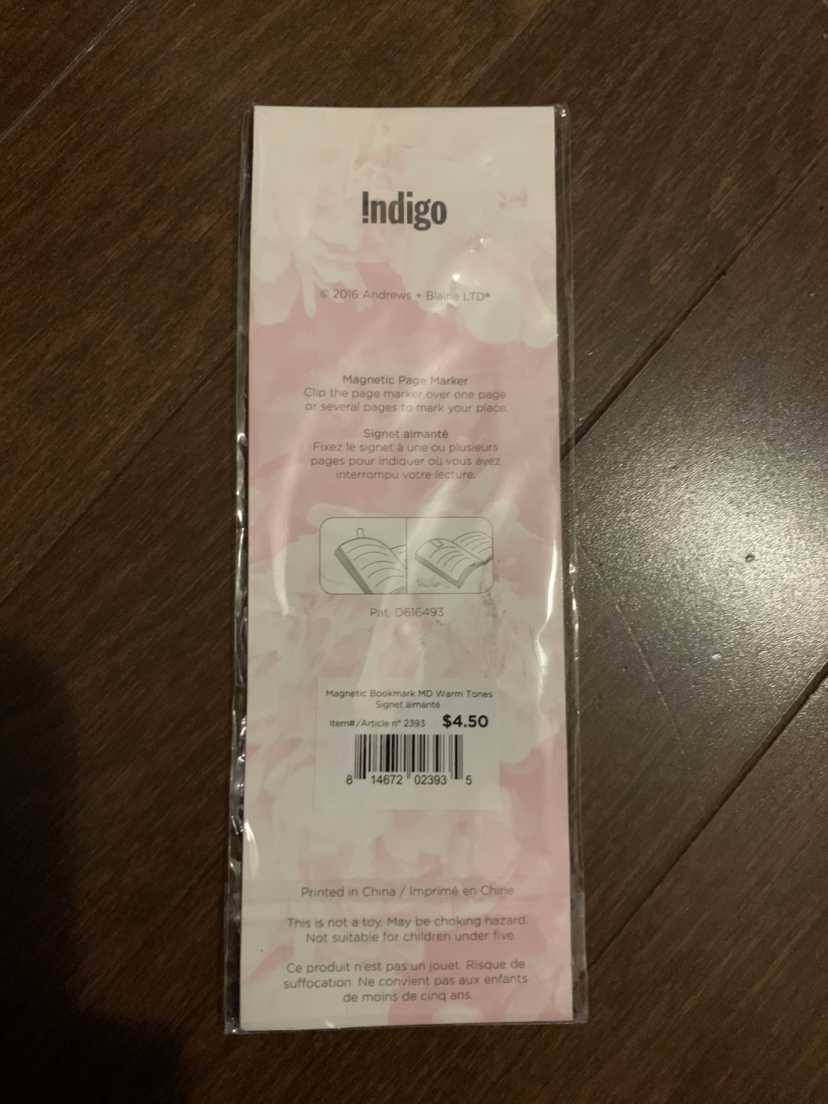 !ndigo
© 2016 Andrews + Blaine LTD®
Magnetic Page Marker
Clip the page marker over one page
or several pages to mark your place.
Signet aimanté
Fixez le signet à une ou plusieurs
pages pour indiquer où vous avez
interrompu votre lecture.
Pat. D616493
Magnetic Bookmark MD Warm Tones
Signet aimanté
Item#/Article n° 2393 $4.50
8 14672 02393 5
Printed in China / Imprimé en Chine
This is not a toy. May be choking hazard.
Not suitable for children under five.
Ce produit n'est pas un jouet. Risque de
suffocation. Ne convient pas aux enfants
de moins de cinq ans.